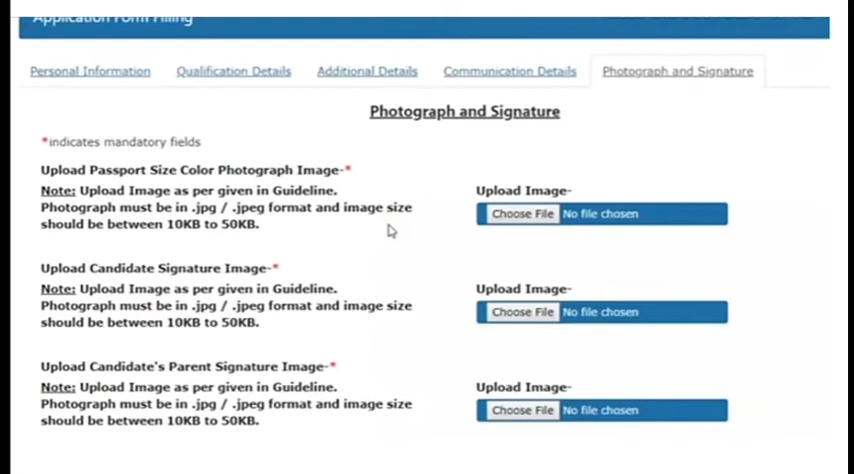 Application Form Filling
Personal Information
Qualification Details
Additional Details
Communication Details
Photograph and Signature
Photograph and Signature
*indicates mandatory fields
Upload Passport Size Color Photograph Image-*
Note: Upload Image as per given in Guideline.
Photograph must be in .jpg / .jpeg format and image size
should be between 10KB to 50KB.
Upload Image-
Choose File No file chosen
Upload Candidate Signature Image-*
Note: Upload Image as per given in Guideline.
Photograph must be in .jpg / .jpeg format and image size
should be between 10KB to 50KB.
Upload Image-
Choose File No file chosen
Upload Candidate's Parent Signature Image-*
Note: Upload Image as per given in Guideline.
Photograph must be in .jpg / .jpeg format and image size
should be between 10KB to 50KB.
Upload Image-
Choose File No file chosen